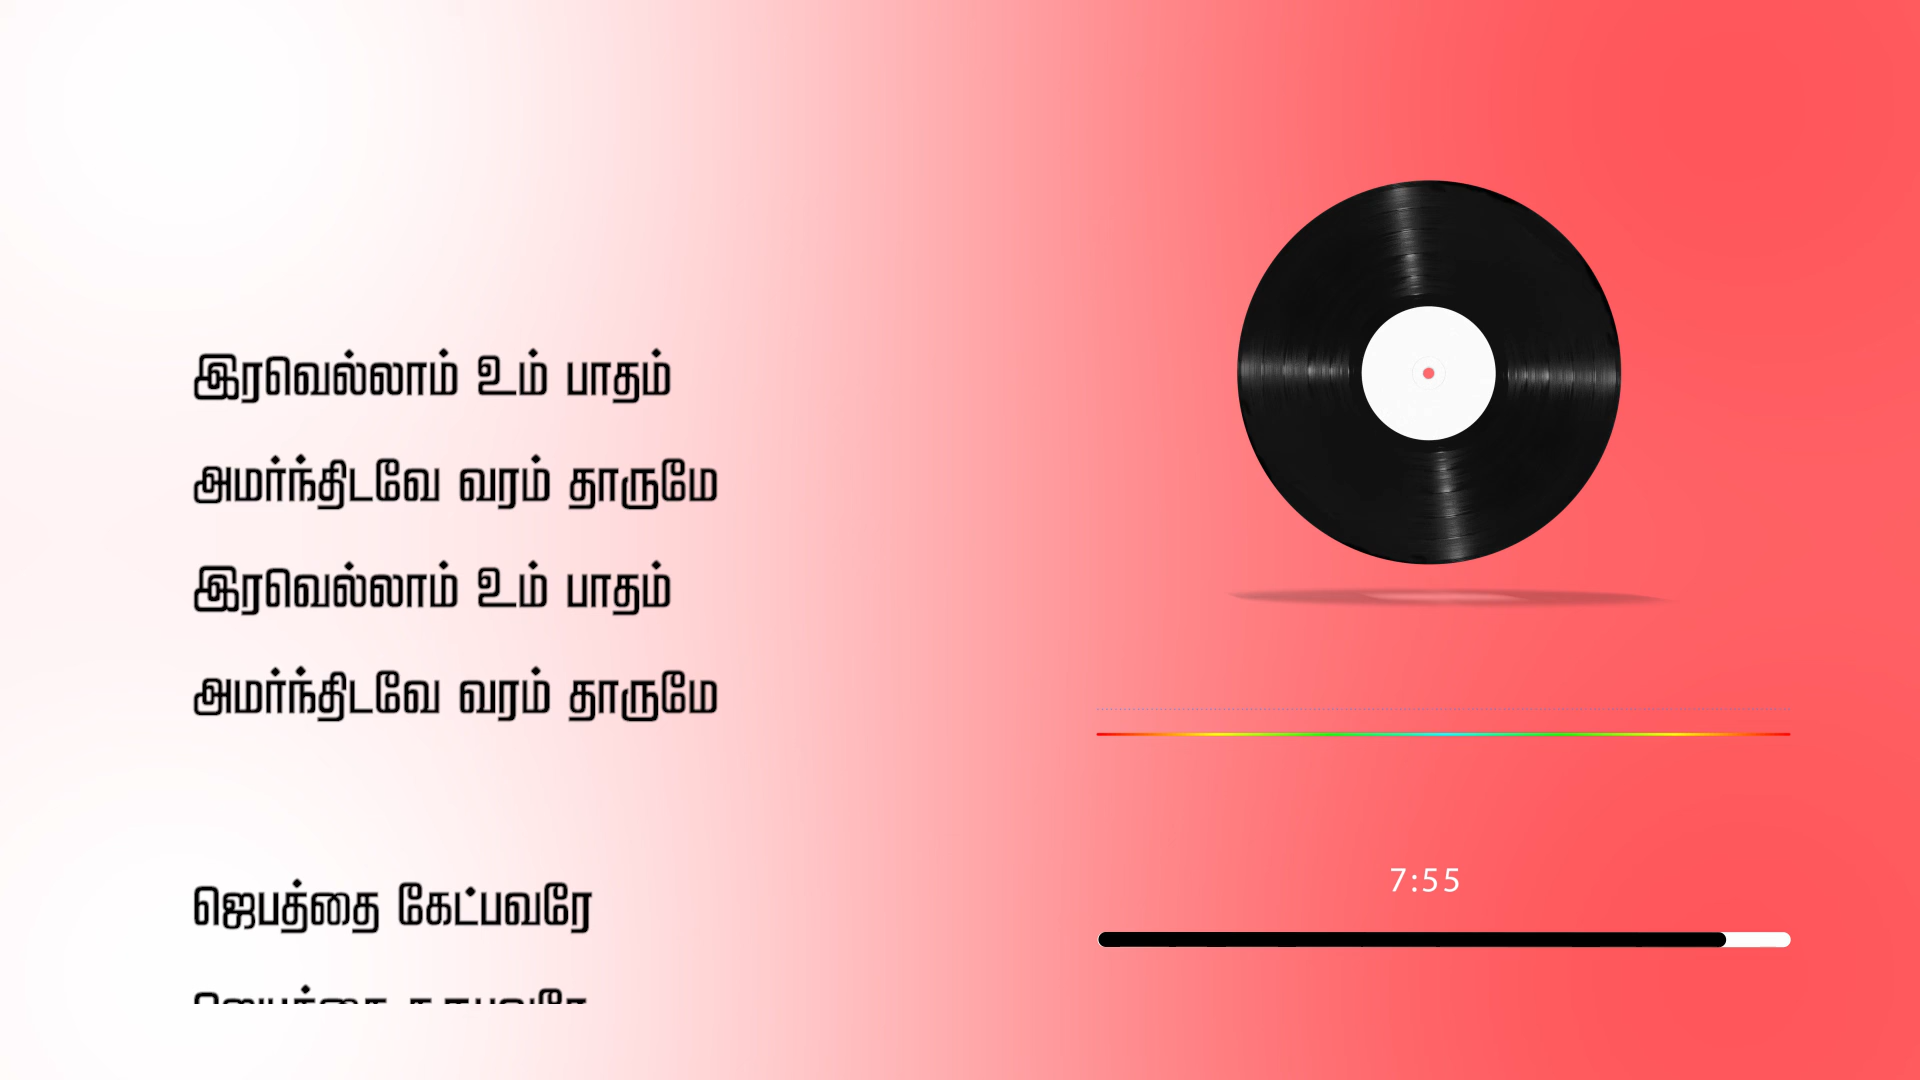 இரவெல்லாம் உம் பாதம்
அமர்ந்திடவே வரம் தாருமே
இரவெல்லாம் உம் பாதம்
அமர்ந்திடவே வரம் தாருமே
ஜெபத்தை கேட்பவரே
7:55